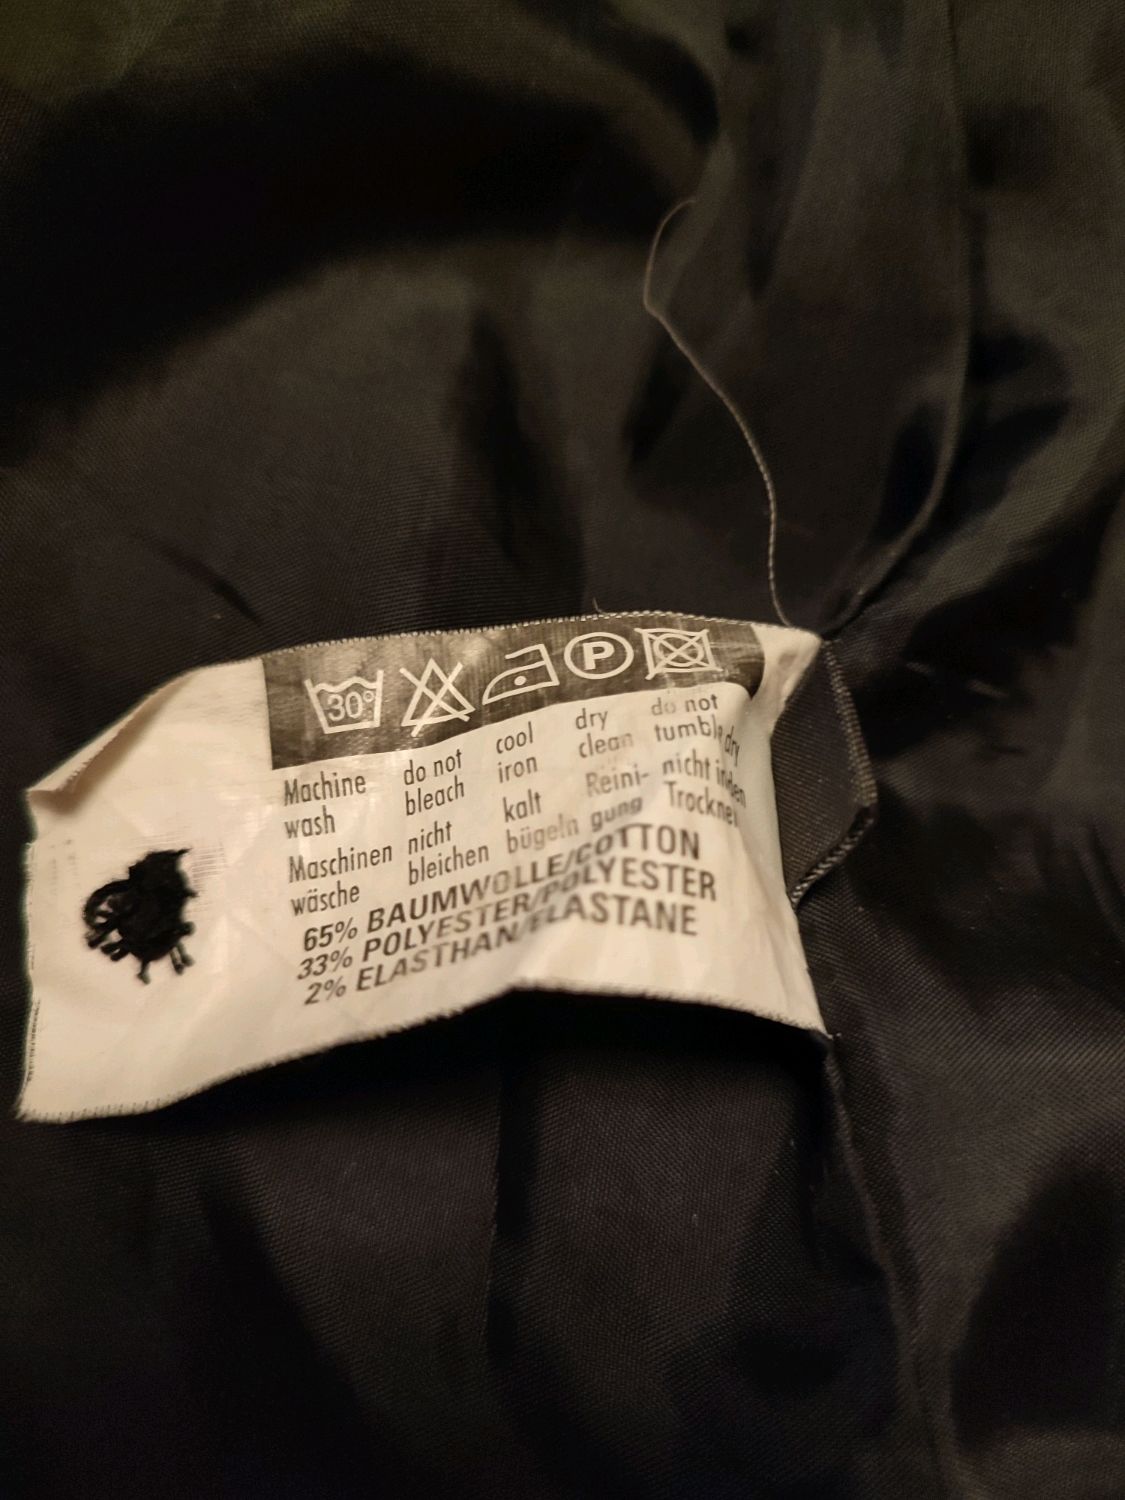 30°
P
Machine wash
do not bleach
cool iron
dry clean
do not tumble dry
Maschinen wäsche
nicht bleichen
kalt bügeln
Reini- gung
nicht in den Trockner
65% BAUMWOLLE/COTTON
33% POLYESTER/POLYESTER
2% ELASTHAN/ELASTANE